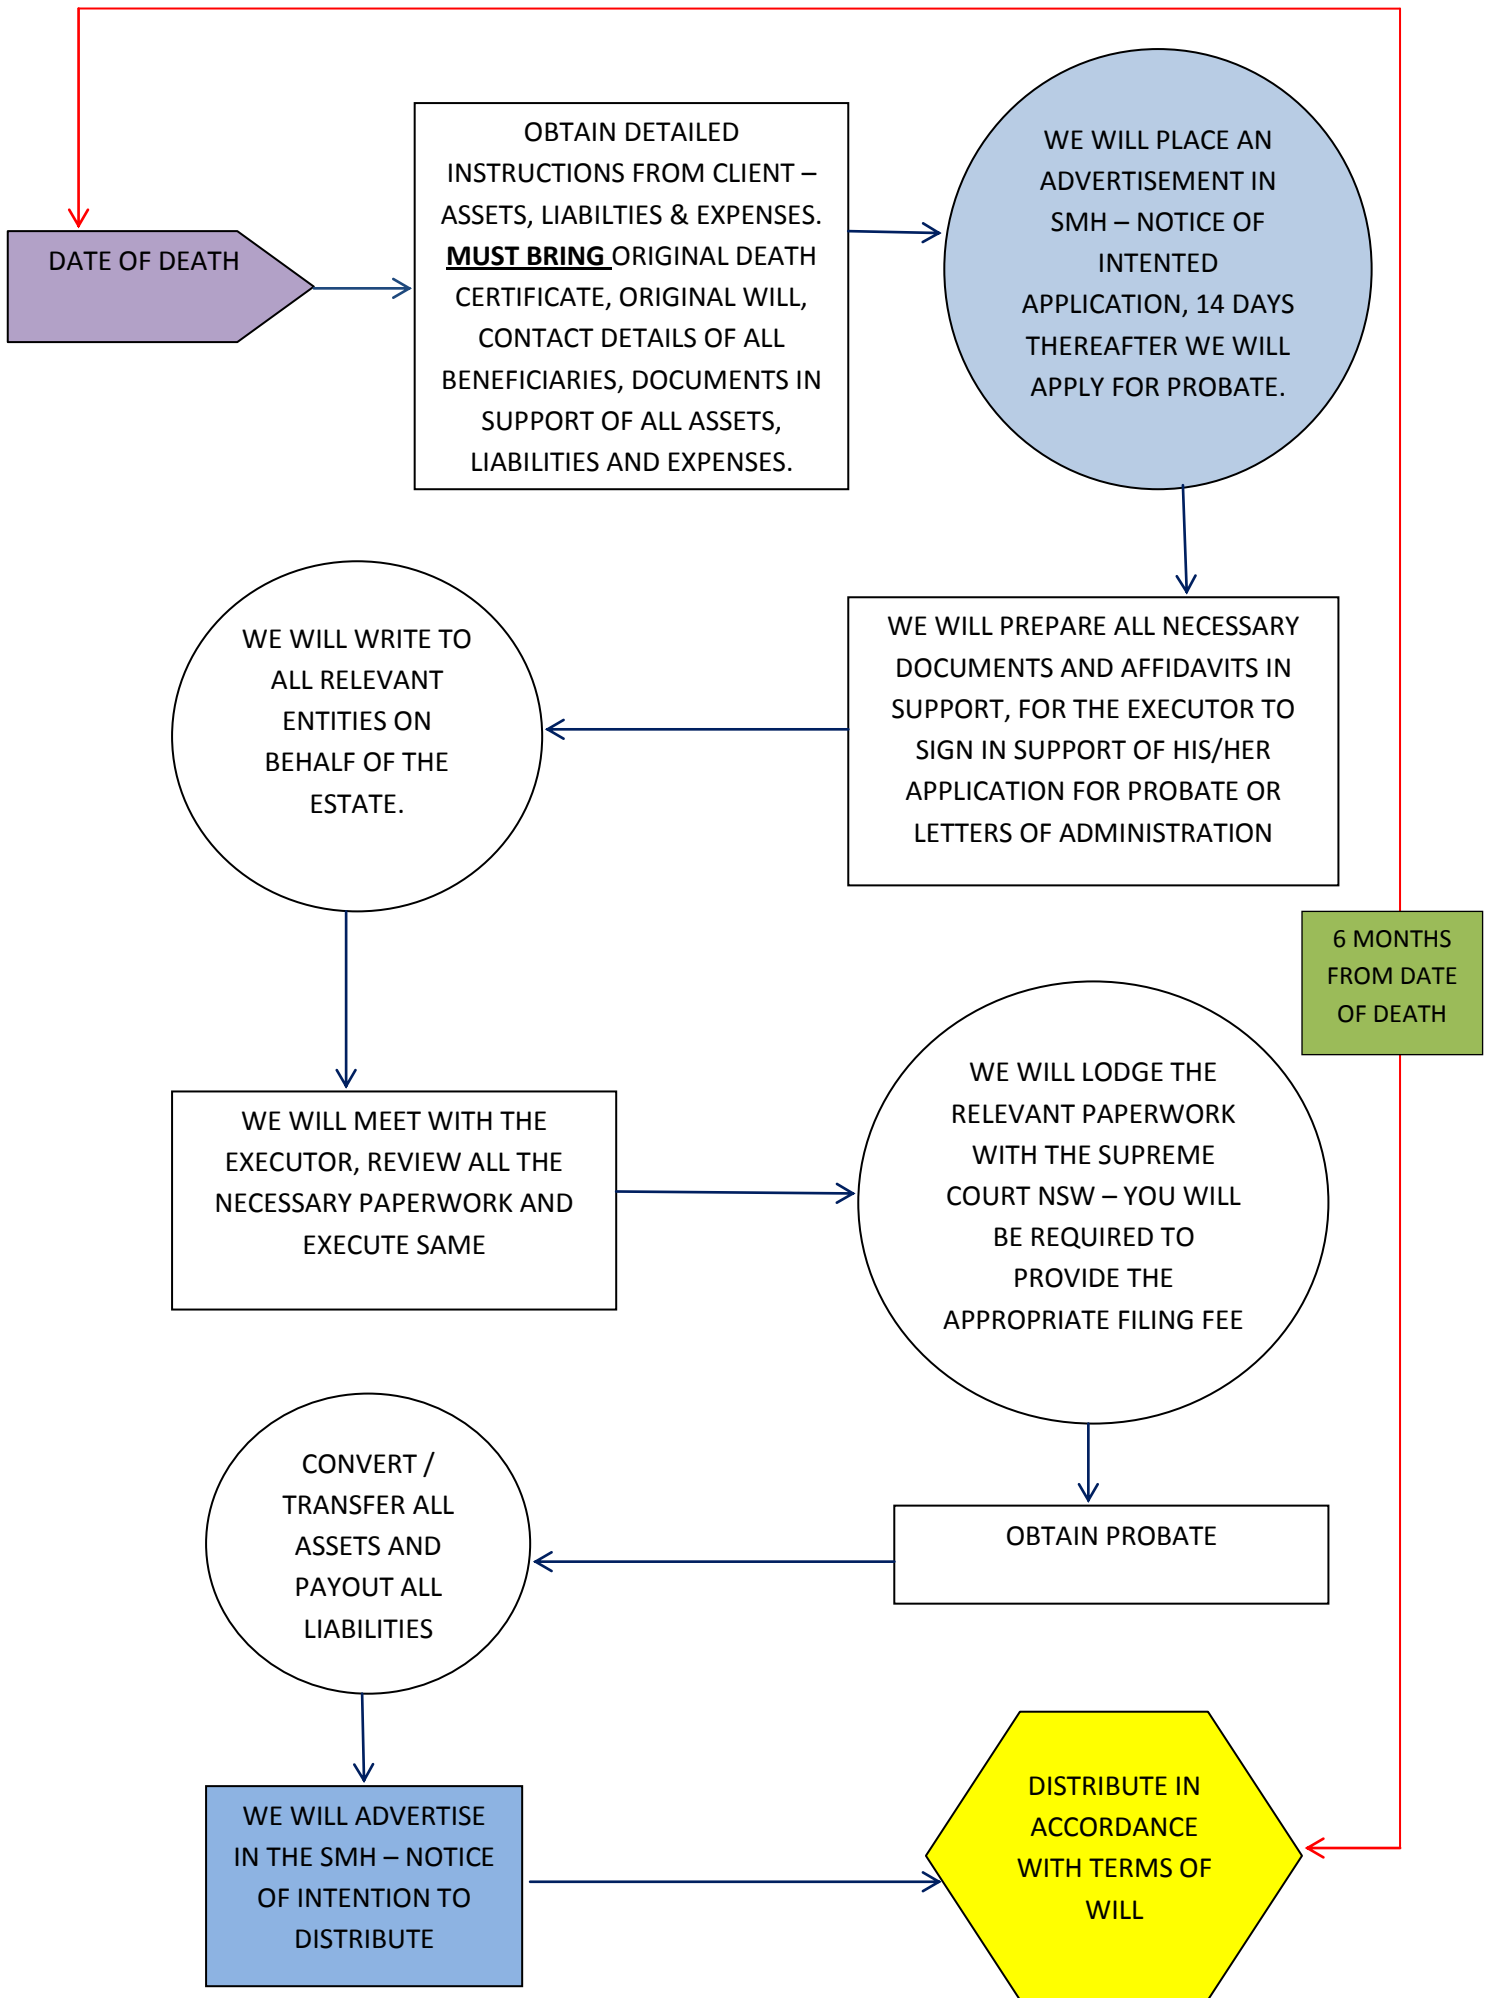 DATE OF DEATH
OBTAIN DETAILED
INSTRUCTIONS FROM CLIENT –
ASSETS, LIABILTIES & EXPENSES.
MUST BRING ORIGINAL DEATH
CERTIFICATE, ORIGINAL WILL,
CONTACT DETAILS OF ALL
BENEFICIARIES, DOCUMENTS IN
SUPPORT OF ALL ASSETS,
LIABILITIES AND EXPENSES.
WE WILL PLACE AN
ADVERTISEMENT IN
SMH – NOTICE OF
INTENTED
APPLICATION, 14 DAYS
THEREAFTER WE WILL
APPLY FOR PROBATE.
WE WILL PREPARE ALL NECESSARY
DOCUMENTS AND AFFIDAVITS IN
SUPPORT, FOR THE EXECUTOR TO
SIGN IN SUPPORT OF HIS/HER
APPLICATION FOR PROBATE OR
LETTERS OF ADMINISTRATION
WE WILL WRITE TO
ALL RELEVANT
ENTITIES ON
BEHALF OF THE
ESTATE.
6 MONTHS
FROM DATE
OF DEATH
WE WILL MEET WITH THE
EXECUTOR, REVIEW ALL THE
NECESSARY PAPERWORK AND
EXECUTE SAME
WE WILL LODGE THE
RELEVANT PAPERWORK
WITH THE SUPREME
COURT NSW – YOU WILL
BE REQUIRED TO
PROVIDE THE
APPROPRIATE FILING FEE
OBTAIN PROBATE
CONVERT /
TRANSFER ALL
ASSETS AND
PAYOUT ALL
LIABILITIES
WE WILL ADVERTISE
IN THE SMH – NOTICE
OF INTENTION TO
DISTRIBUTE
DISTRIBUTE IN
ACCORDANCE
WITH TERMS OF
WILL